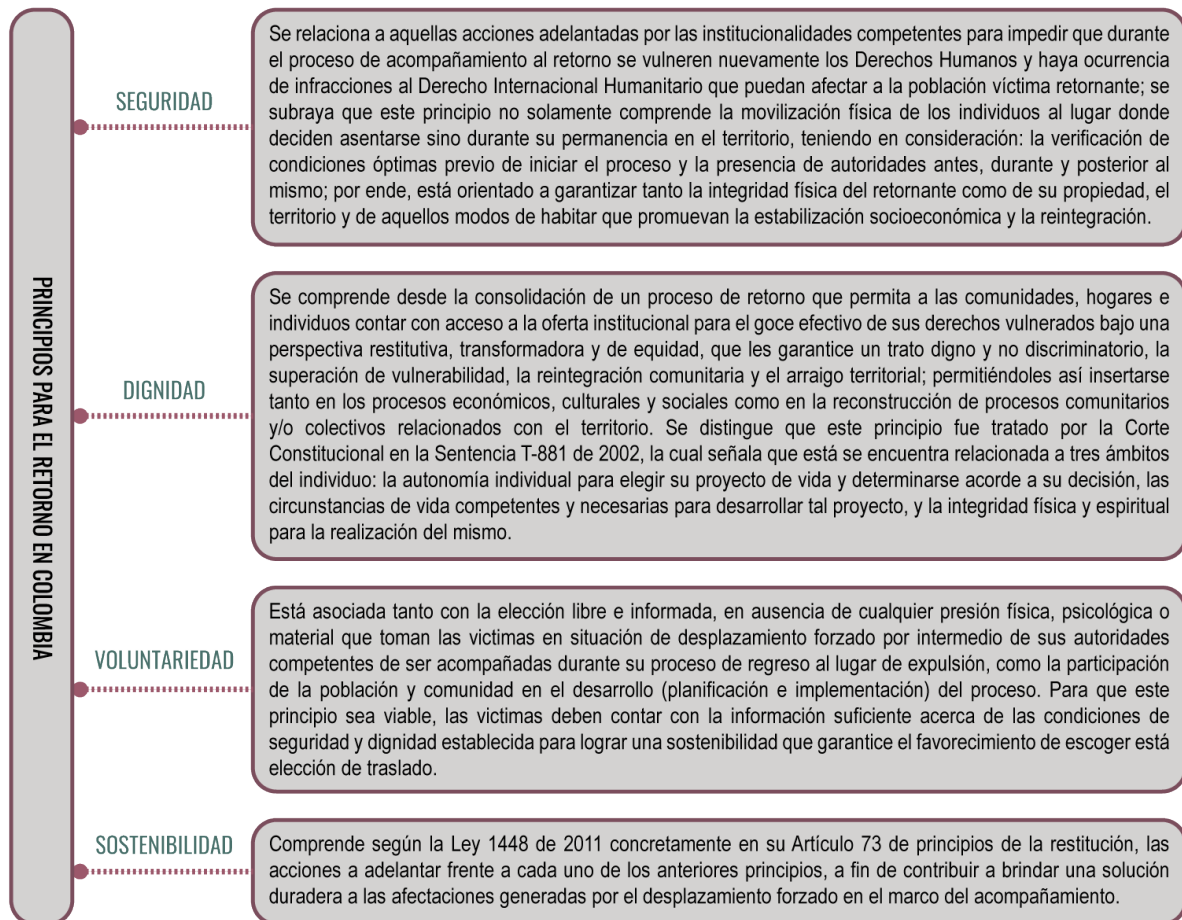 PRINCIPIOS PARA EL RETORNO EN COLOMBIA
SEGURIDAD
Se relaciona a aquellas acciones adelantadas por las institucionalidades competentes para impedir que durante
el proceso de acompañamiento al retorno se vulneren nuevamente los Derechos Humanos y haya ocurrencia
de infracciones al Derecho Internacional Humanitario que puedan afectar a la población víctima retornante; se
subraya que este principio no solamente comprende la movilización física de los individuos al lugar donde
deciden asentarse sino durante su permanencia en el territorio, teniendo en consideración: la verificación de
condiciones óptimas previo de iniciar el proceso y la presencia de autoridades antes, durante y posterior al
mismo; por ende, está orientado a garantizar tanto la integridad física del retornante como de su propiedad, el
territorio y de aquellos modos de habitar que promuevan la estabilización socioeconómica y la reintegración.
DIGNIDAD
Se comprende desde la consolidación de un proceso de retorno que permita a las comunidades, hogares e
individuos contar con acceso a la oferta institucional para el goce efectivo de sus derechos vulnerados bajo una
perspectiva restitutiva, transformadora y de equidad, que les garantice un trato digno y no discriminatorio, la
superación de vulnerabilidad, la reintegración comunitaria y el arraigo territorial; permitiéndoles así insertarse
tanto en los procesos económicos, culturales y sociales como en la reconstrucción de procesos comunitarios
y/o colectivos relacionados con el territorio. Se distingue que este principio fue tratado por la Corte
Constitucional en la Sentencia T-881 de 2002, la cual señala que está se encuentra relacionada a tres ámbitos
del individuo: la autonomía individual para elegir su proyecto de vida y determinarse acorde a su decisión, las
circunstancias de vida competentes y necesarias para desarrollar tal proyecto, y la integridad física y espiritual
para la realización del mismo.
VOLUNTARIEDAD
Está asociada tanto con la elección libre e informada, en ausencia de cualquier presión física, psicológica o
material que toman las victimas en situación de desplazamiento forzado por intermedio de sus autoridades
competentes de ser acompañadas durante su proceso de regreso al lugar de expulsión, como la participación
de la población y comunidad en el desarrollo (planificación e implementación) del proceso. Para que este
principio sea viable, las victimas deben contar con la información suficiente acerca de las condiciones de
seguridad y dignidad establecida para lograr una sostenibilidad que garantice el favorecimiento de escoger está
elección de traslado.
SOSTENIBILIDAD
Comprende según la Ley 1448 de 2011 concretamente en su Artículo 73 de principios de la restitución, las
acciones a adelantar frente a cada uno de los anteriores principios, a fin de contribuir a brindar una solución
duradera a las afectaciones generadas por el desplazamiento forzado en el marco del acompañamiento.